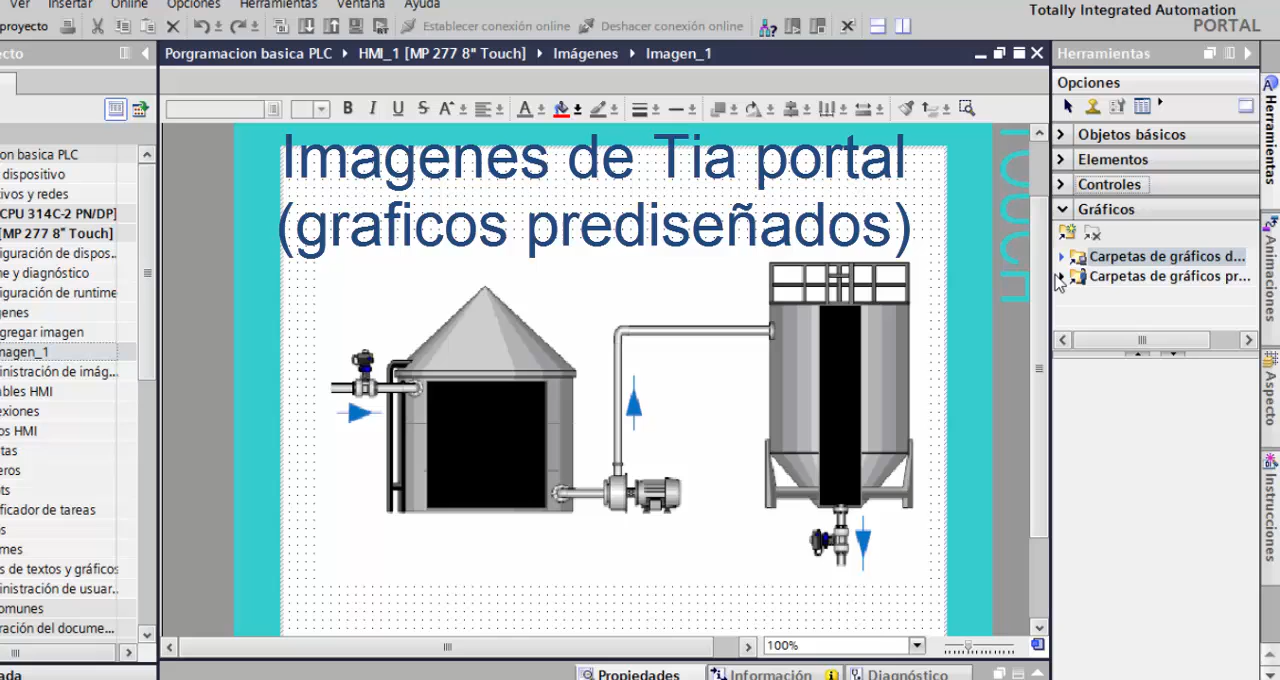 Ver Insertar Online Opciones Herramientas Ventana Ayuda
Totally Integrated Automation
PORTAL
proyecto
Establecer conexión online
Deshacer conexión online
ecto
Porgramacion basica PLC
HMI_1 [MP 277 8" Touch]
Imágenes
Imagen_1
Herramientas
Opciones
B I U S A A
Objetos básicos
Elementos
Controles
Gráficos
Carpetas de gráficos d...
Carpetas de gráficos pr...
Herramientas
Animaciones
Aspecto
Instrucciones
on basica PLC
dispositivo
tivos y redes
[CPU 314C-2 PN/DP]
[MP 277 8" Touch]
iguración de dispos..
ne y diagnóstico
iguración de runtime
genes
gregar imagen
magen_1
inistración de imág...
ables HMI
exiones
os HMI
tas
eros
ts
ificador de tareas
os
mes
s de textos y gráficos
inistración de usuar..
omunes
ración del docume...
Imagenes de Tia portal
(graficos prediseñados)
100%
Propiedades
Información
Diagnóstico
ada